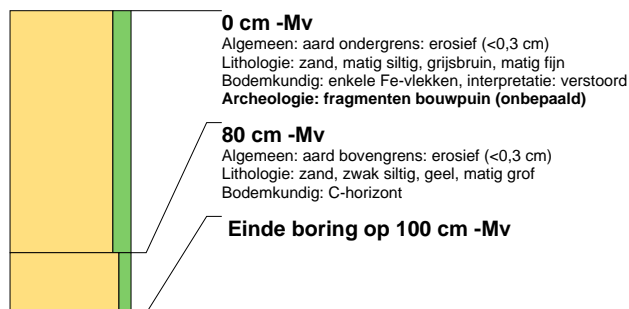 0 cm -Mv
Algemeen: aard ondergrens: erosief (<0,3 cm)
Lithologie: zand, matig siltig, grijsbruin, matig fijn
Bodemkundig: enkele Fe-vlekken, interpretatie: verstoord
Archeologie: fragmenten bouwpuin (onbepaald)
80 cm -Mv
Algemeen: aard bovengrens: erosief (<0,3 cm)
Lithologie: zand, zwak siltig, geel, matig grof
Bodemkundig: C-horizont
Einde boring op 100 cm -Mv